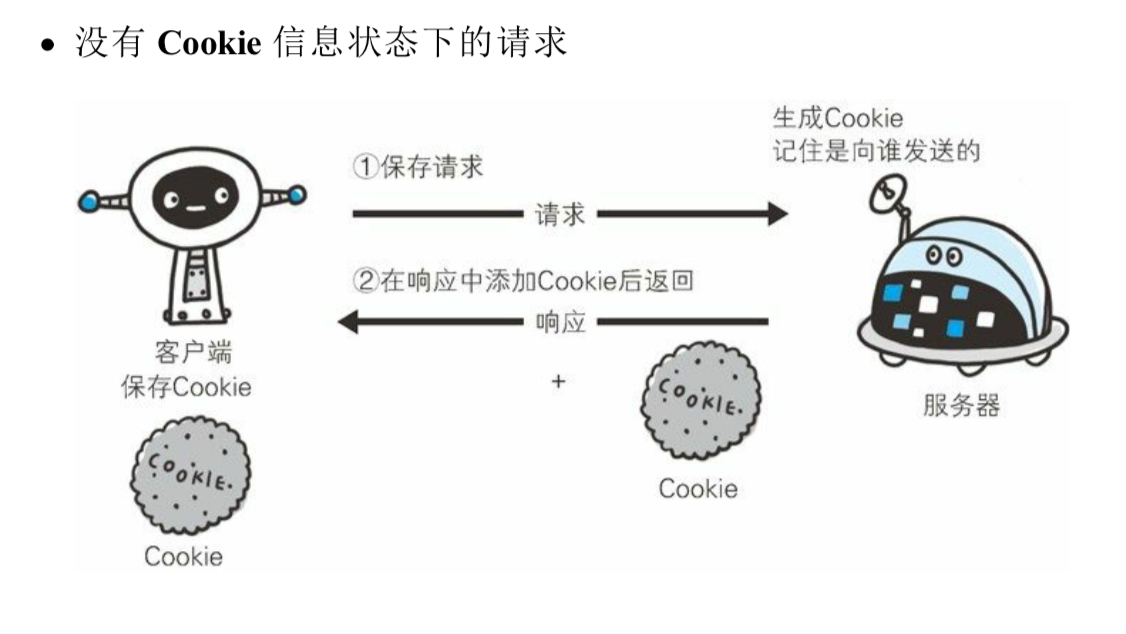 • 没有 Cookie 信息状态下的请求
生成Cookie
记住是向谁发送的
①保存请求
请求
②在响应中添加Cookie后返回
响应
客户端
保存Cookie
+
COOKIE.
服务器
COOKIE.
Cookie
Cookie